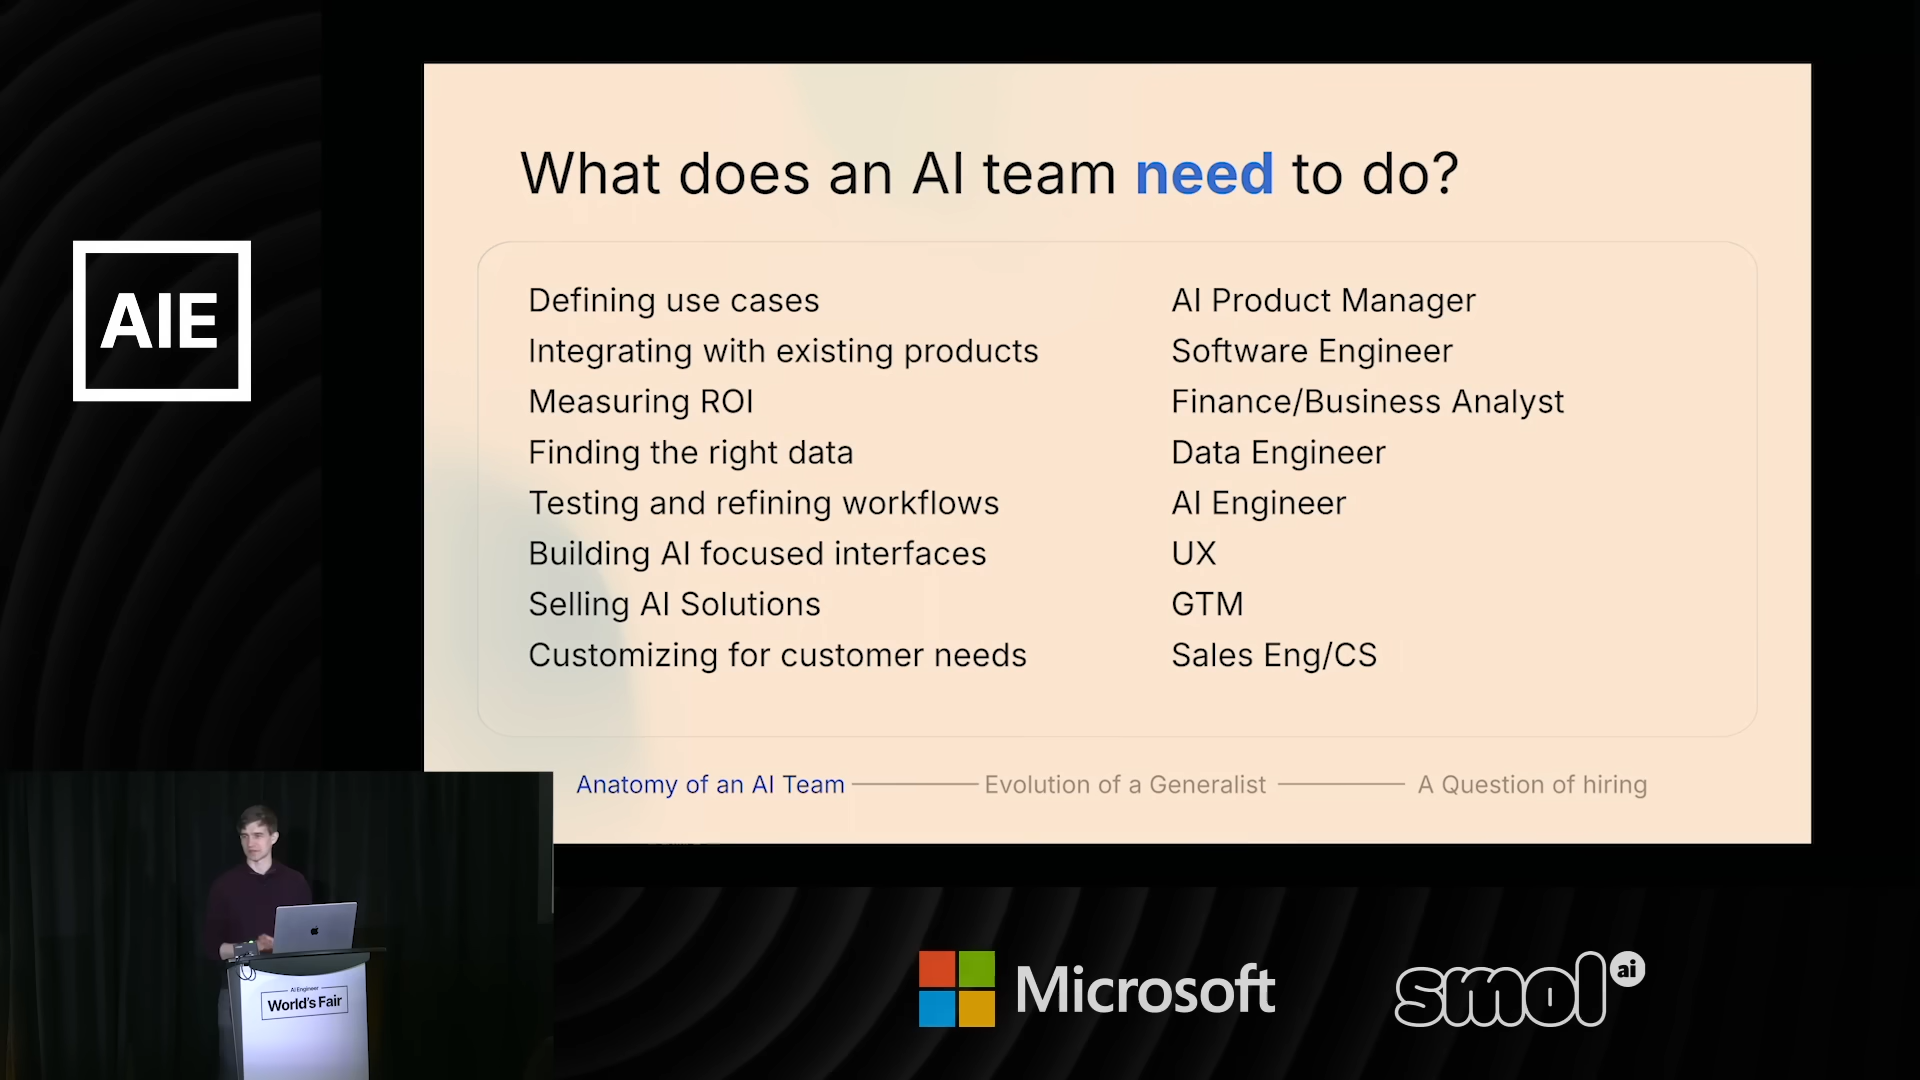 AIE
What does an AI team need to do?
Defining use cases
AI Product Manager
Integrating with existing products
Software Engineer
Measuring ROI
Finance/Business Analyst
Finding the right data
Data Engineer
Testing and refining workflows
AI Engineer
Building AI focused interfaces
UX
Selling AI Solutions
GTM
Customizing for customer needs
Sales Eng/CS
Anatomy of an AI Team
Evolution of a Generalist
A Question of hiring
AI Engineer
World's Fair
Microsoft
smol ai